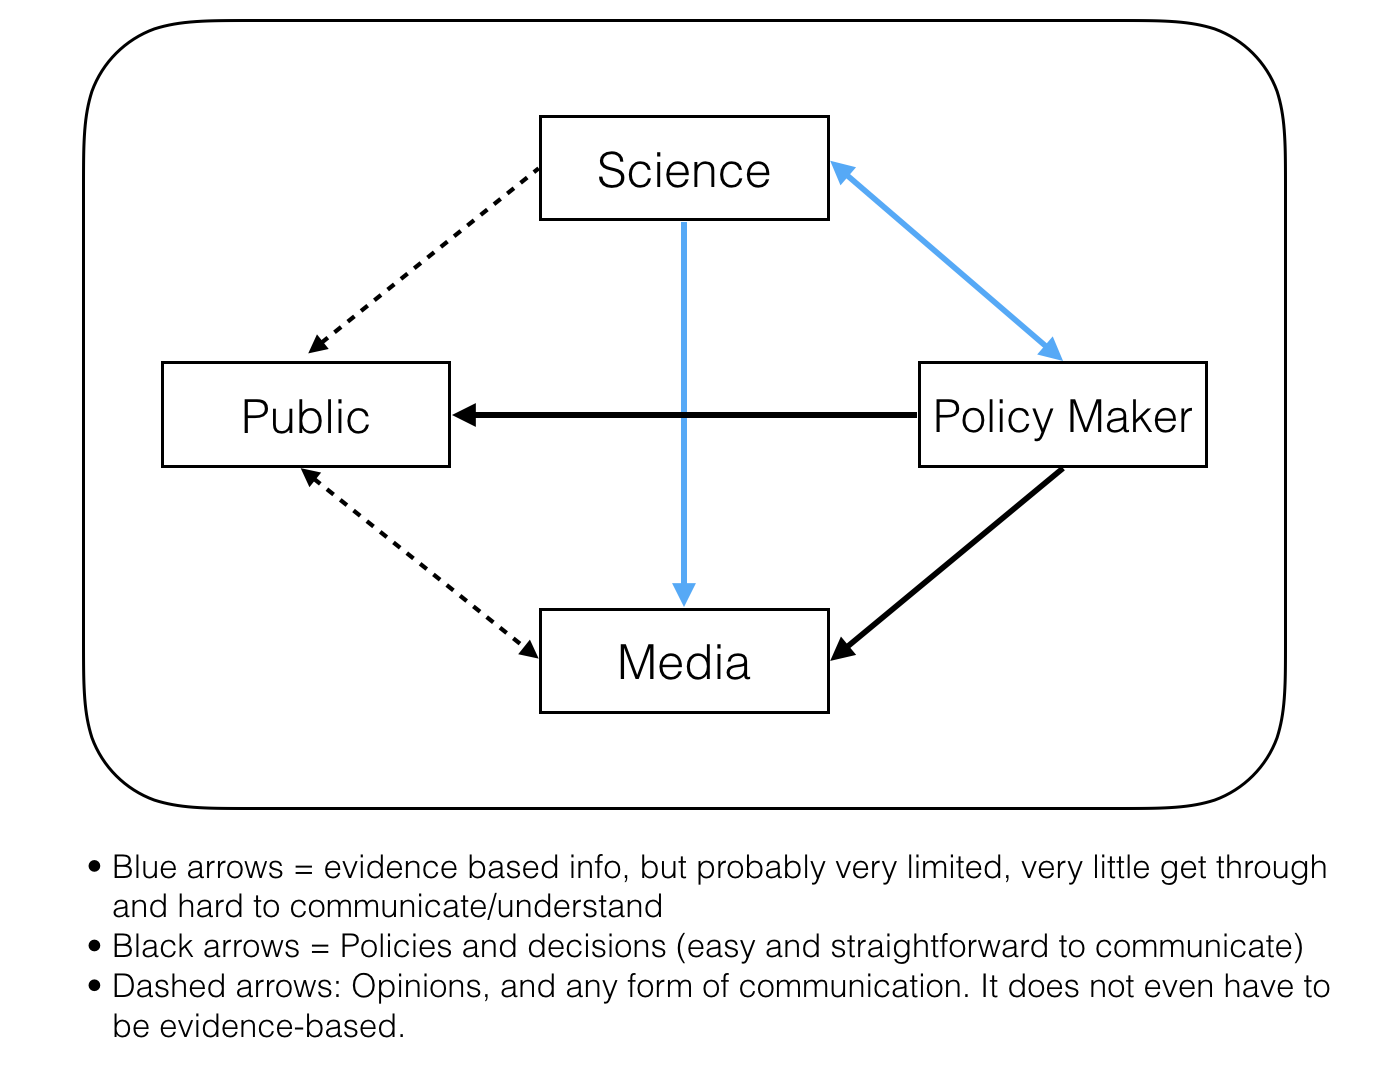 Science
Public
Policy Maker
Media
• Blue arrows = evidence based info, but probably very limited, very little get through
and hard to communicate/understand
• Black arrows = Policies and decisions (easy and straightforward to communicate)
• Dashed arrows: Opinions, and any form of communication. It does not even have to
be evidence-based.